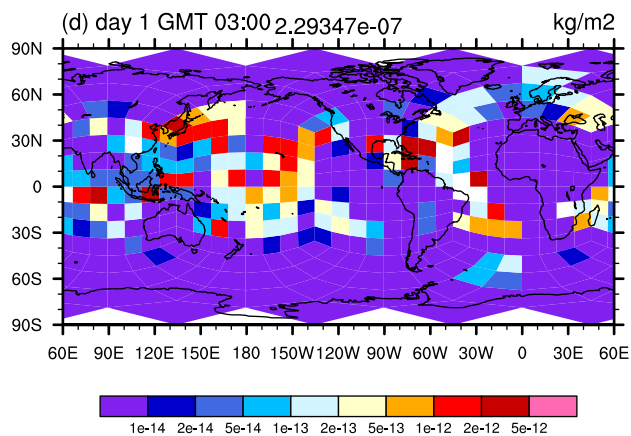 (d) day 1 GMT 03:00 2.29347e-07 kg/m2
90N
60N
30N
0
30S
60S
90S
60E 90E 120E 150E 180E 150W 120W 90W 60W 30W 0 30E 60E
1e-14 2e-14 5e-14 1e-13 2e-13 5e-13 1e-12 2e-12 5e-12